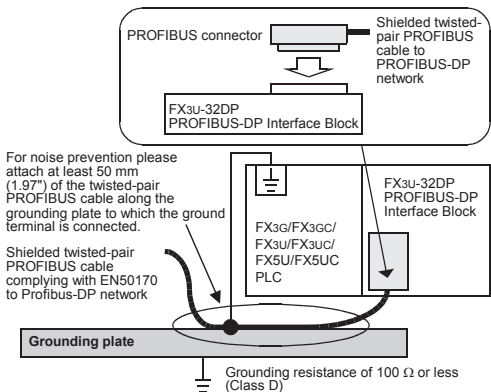 PROFIBUS connector
Shielded twisted-
pair PROFIBUS
cable to
PROFIBUS-DP
network
FX3U-32DP
PROFIBUS-DP Interface Block
For noise prevention please
attach at least 50 mm
(1.97") of the twisted-pair
PROFIBUS cable along the
grounding plate to which the ground
terminal is connected.
Shielded twisted-pair
PROFIBUS cable
complying with EN50170
to Profibus-DP network
FX3G/FX3GC/
FX3U/FX3UC/
FX5U/FX5UC
PLC
FX3U-32DP
PROFIBUS-DP
Interface Block
Grounding plate
Grounding resistance of 100 Ω or less
(Class D)